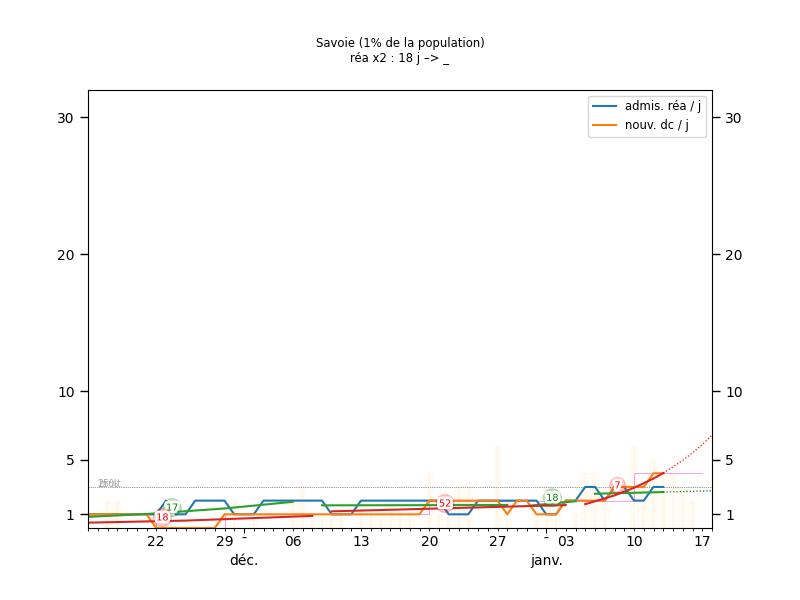 Savoie (1% de la population)
réa x2 : 18 j –> _
admis. réa / j
nouv. dc / j
30 30
20 20
10 10
5 5
1 1
17
18
52
18
7
22 29 - 06 13 20 27 - 03 10 17
déc. janv.